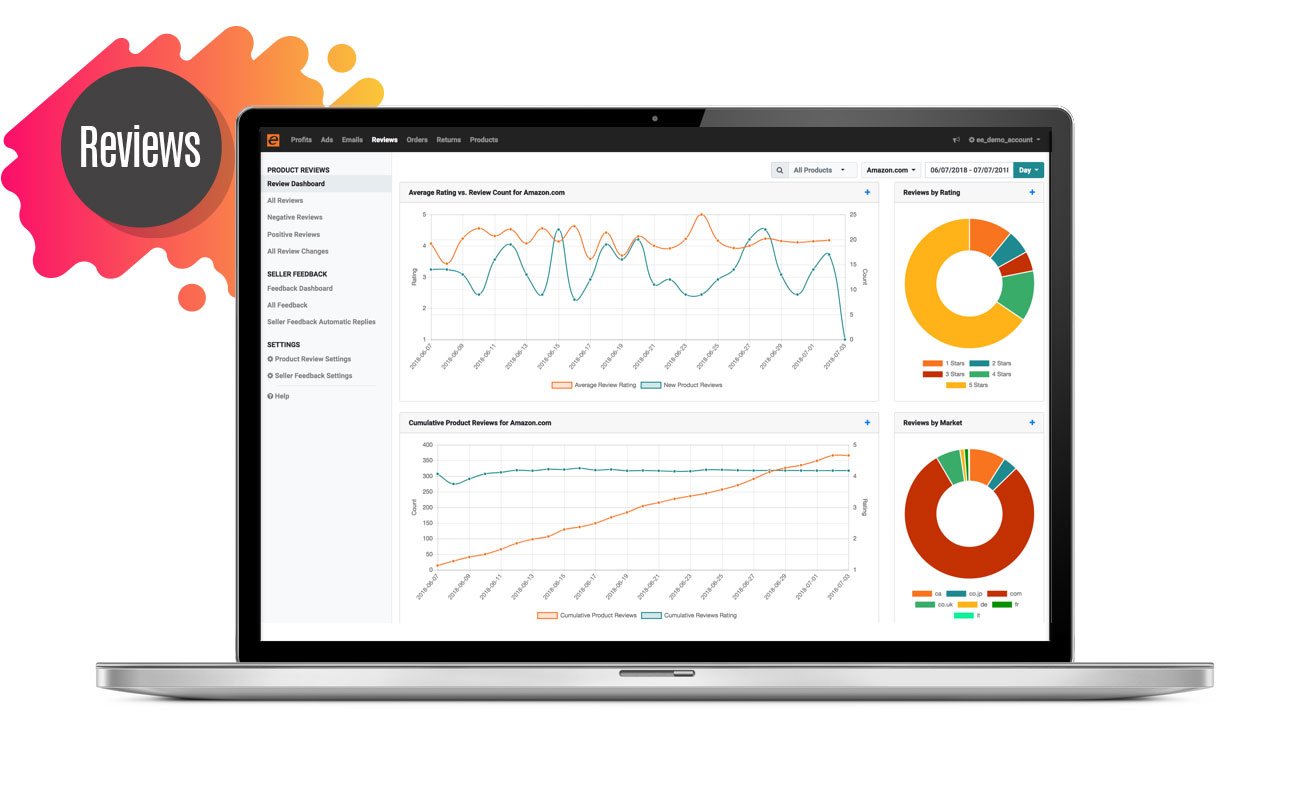 Reviews
e
Profits Ads Emails Reviews Orders Returns Products
ee_demo_account
PRODUCT REVIEWS
Review Dashboard
All Reviews
Negative Reviews
Positive Reviews
All Review Changes
SELLER FEEDBACK
Feedback Dashboard
All Feedback
Seller Feedback Automatic Replies
SETTINGS
Product Review Settings
Seller Feedback Settings
Help
All Products
Amazon.com
06/07/2018 - 07/07/2018
Day
Average Rating vs. Review Count for Amazon.com +
5
4
3
2
1
Rating
25
20
15
10
5
0
Count
2018-06-07 2018-06-09 2018-06-11 2018-06-13 2018-06-15 2018-06-17 2018-06-19 2018-06-21 2018-06-23 2018-06-25 2018-06-27 2018-06-29 2018-07-01 2018-07-03
Average Review Rating New Product Reviews
Reviews by Rating +
1 Stars 2 Stars
3 Stars 4 Stars
5 Stars
Cumulative Product Reviews for Amazon.com +
400
350
300
250
200
150
100
50
0
Count
5
4
3
2
1
Rating
2018-06-07 2018-06-09 2018-06-11 2018-06-13 2018-06-15 2018-06-17 2018-06-19 2018-06-21 2018-06-23 2018-06-25 2018-06-27 2018-06-29 2018-07-01 2018-07-03
Cumulative Product Reviews Cumulative Reviews Rating
Reviews by Market +
ca co.jp com
co.uk de fr
it